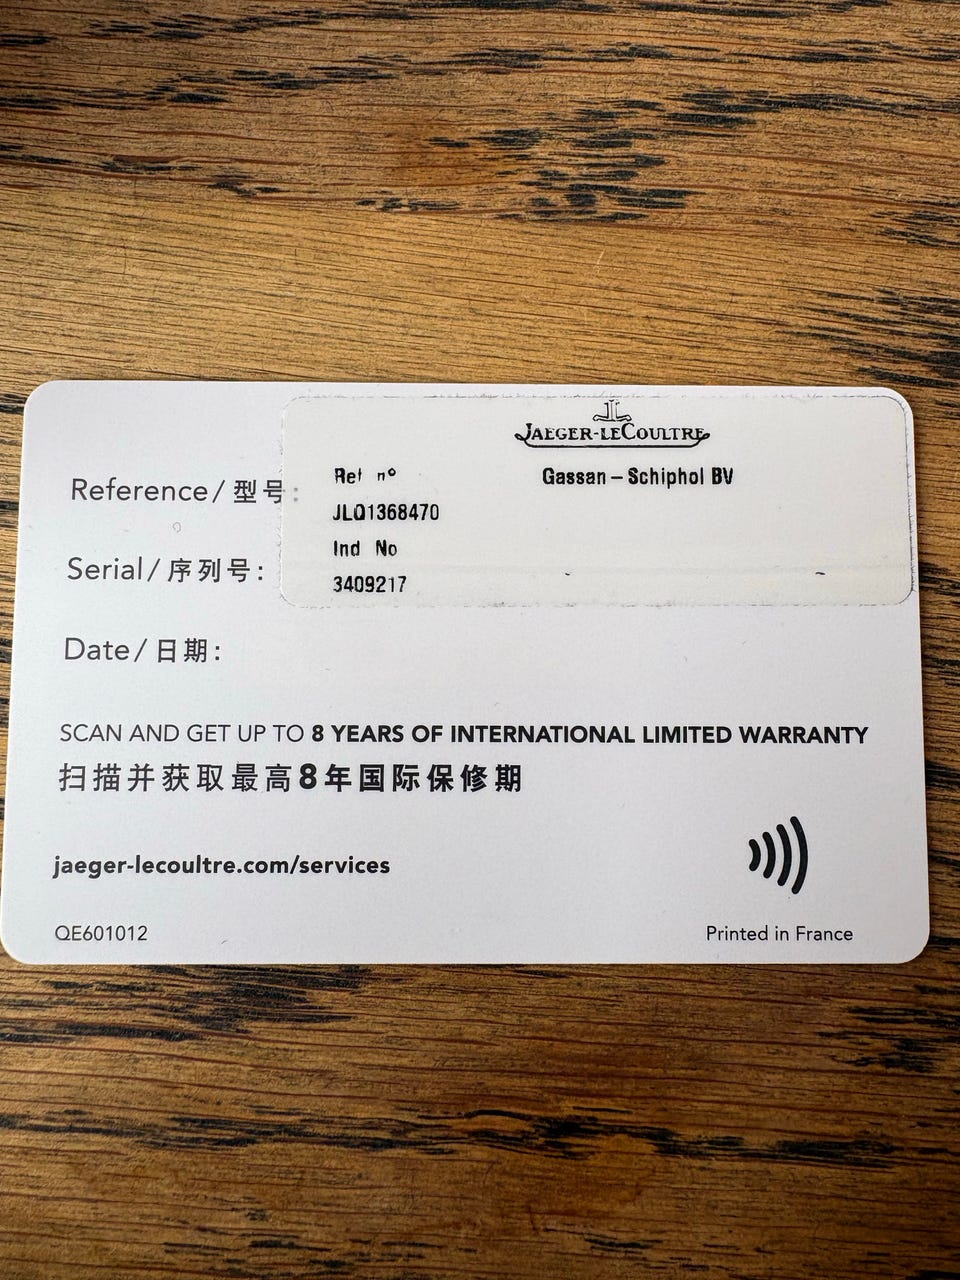 JAEGER-LECOULTRE
Ref nº
Gassan – Schiphol BV
Reference / 型号:
JLQ1368470
Ind No
Serial / 序列号:
3409217
Date / 日期:
SCAN AND GET UP TO 8 YEARS OF INTERNATIONAL LIMITED WARRANTY
扫描并获取最高8年国际保修期
jaeger-lecoultre.com/services
QE601012
Printed in France